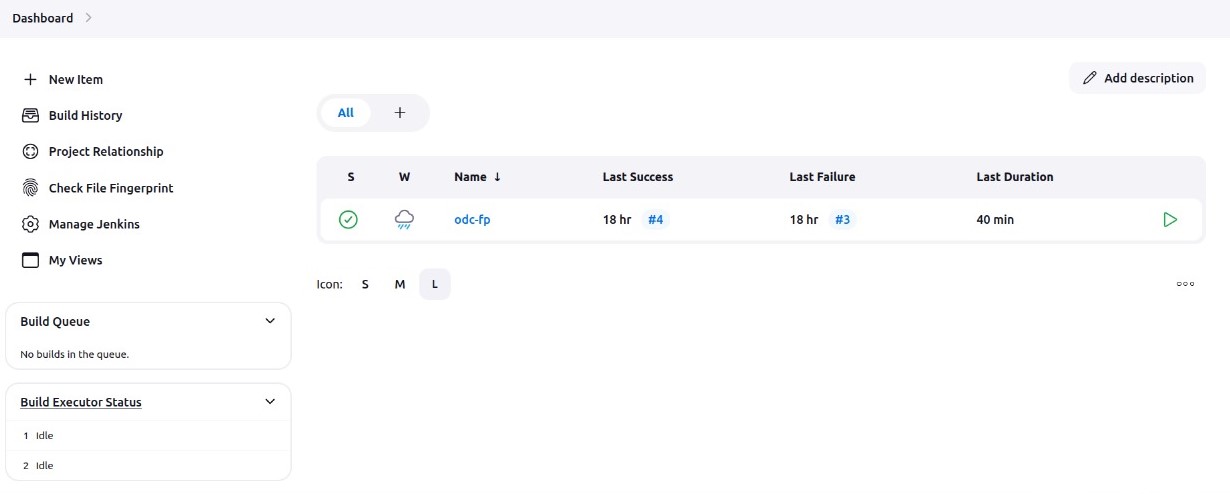 Dashboard
New Item
Build History
Project Relationship
Check File Fingerprint
Manage Jenkins
My Views
Build Queue
No builds in the queue.
Build Executor Status
1 Idle
2 Idle
Add description
All +
S W Name ↓ Last Success Last Failure Last Duration
odc-fp 18 hr #4 18 hr #3 40 min
Icon: S M L